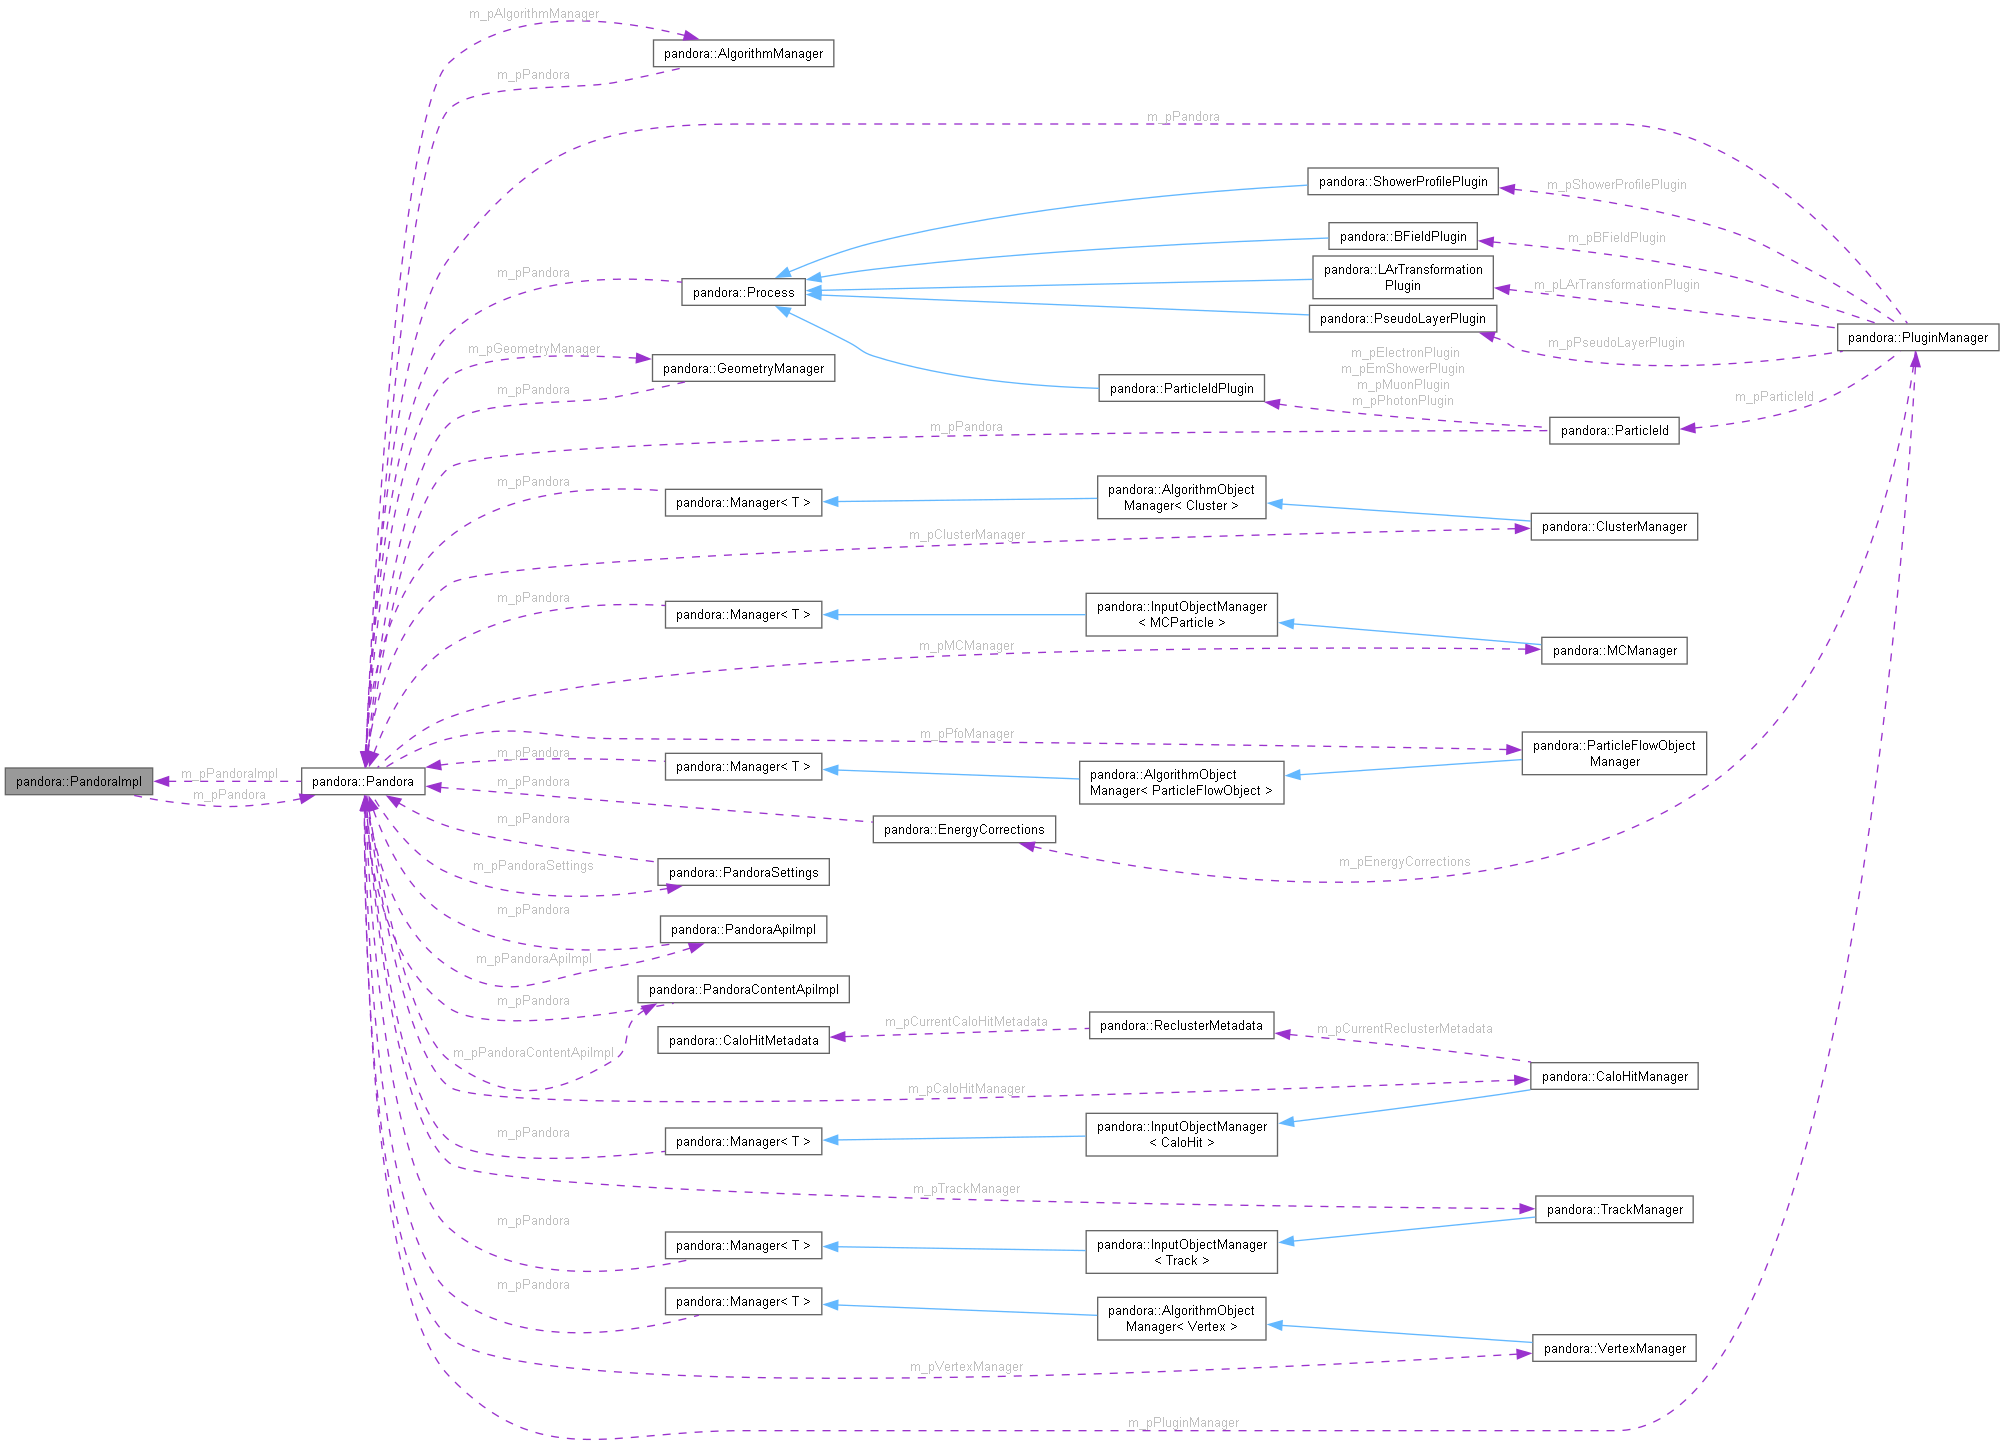 m_pAlgorithmManager
pandora::AlgorithmManager
m_pPandora
m_pPandora
pandora::ShowerProfilePlugin
m_pShowerProfilePlugin
pandora::BFieldPlugin
m_pBFieldPlugin
pandora::LArTransformation
Plugin
m_pLArTransformationPlugin
m_pPandora
pandora::Process
pandora::PseudoLayerPlugin
m_pPseudoLayerPlugin
pandora::PluginManager
m_pGeometryManager
pandora::GeometryManager
m_pPandora
m_pElectronPlugin
m_pEmShowerPlugin
m_pMuonPlugin
m_pPhotonPlugin
pandora::ParticleIdPlugin
m_pParticleId
m_pPandora
pandora::ParticleId
m_pPandora
pandora::Manager< T >
pandora::AlgorithmObject
Manager< Cluster >
pandora::ClusterManager
m_pClusterManager
m_pPandora
pandora::Manager< T >
pandora::InputObjectManager
< MCParticle >
m_pMCManager
pandora::MCManager
m_pPfoManager
pandora::ParticleFlowObject
Manager
m_pPandora
pandora::Manager< T >
pandora::AlgorithmObject
Manager< ParticleFlowObject >
pandora::PandoraImpl
m_pPandoraImpl
m_pPandora
pandora::Pandora
m_pPandora
pandora::EnergyCorrections
m_pEnergyCorrections
m_pPandora
m_pPandoraSettings
pandora::PandoraSettings
m_pPandora
pandora::PandoraApiImpl
m_pPandoraApiImpl
m_pPandora
pandora::PandoraContentApiImpl
m_pPandoraContentApiImpl
pandora::CaloHitMetadata
m_pCurrentCaloHitMetadata
pandora::ReclusterMetadata
m_pCurrentReclusterMetadata
pandora::CaloHitManager
m_pCaloHitManager
m_pPandora
pandora::Manager< T >
pandora::InputObjectManager
< CaloHit >
m_pTrackManager
pandora::TrackManager
m_pPandora
pandora::Manager< T >
pandora::InputObjectManager
< Track >
m_pPandora
pandora::Manager< T >
pandora::AlgorithmObject
Manager< Vertex >
pandora::VertexManager
m_pVertexManager
m_pPluginManager